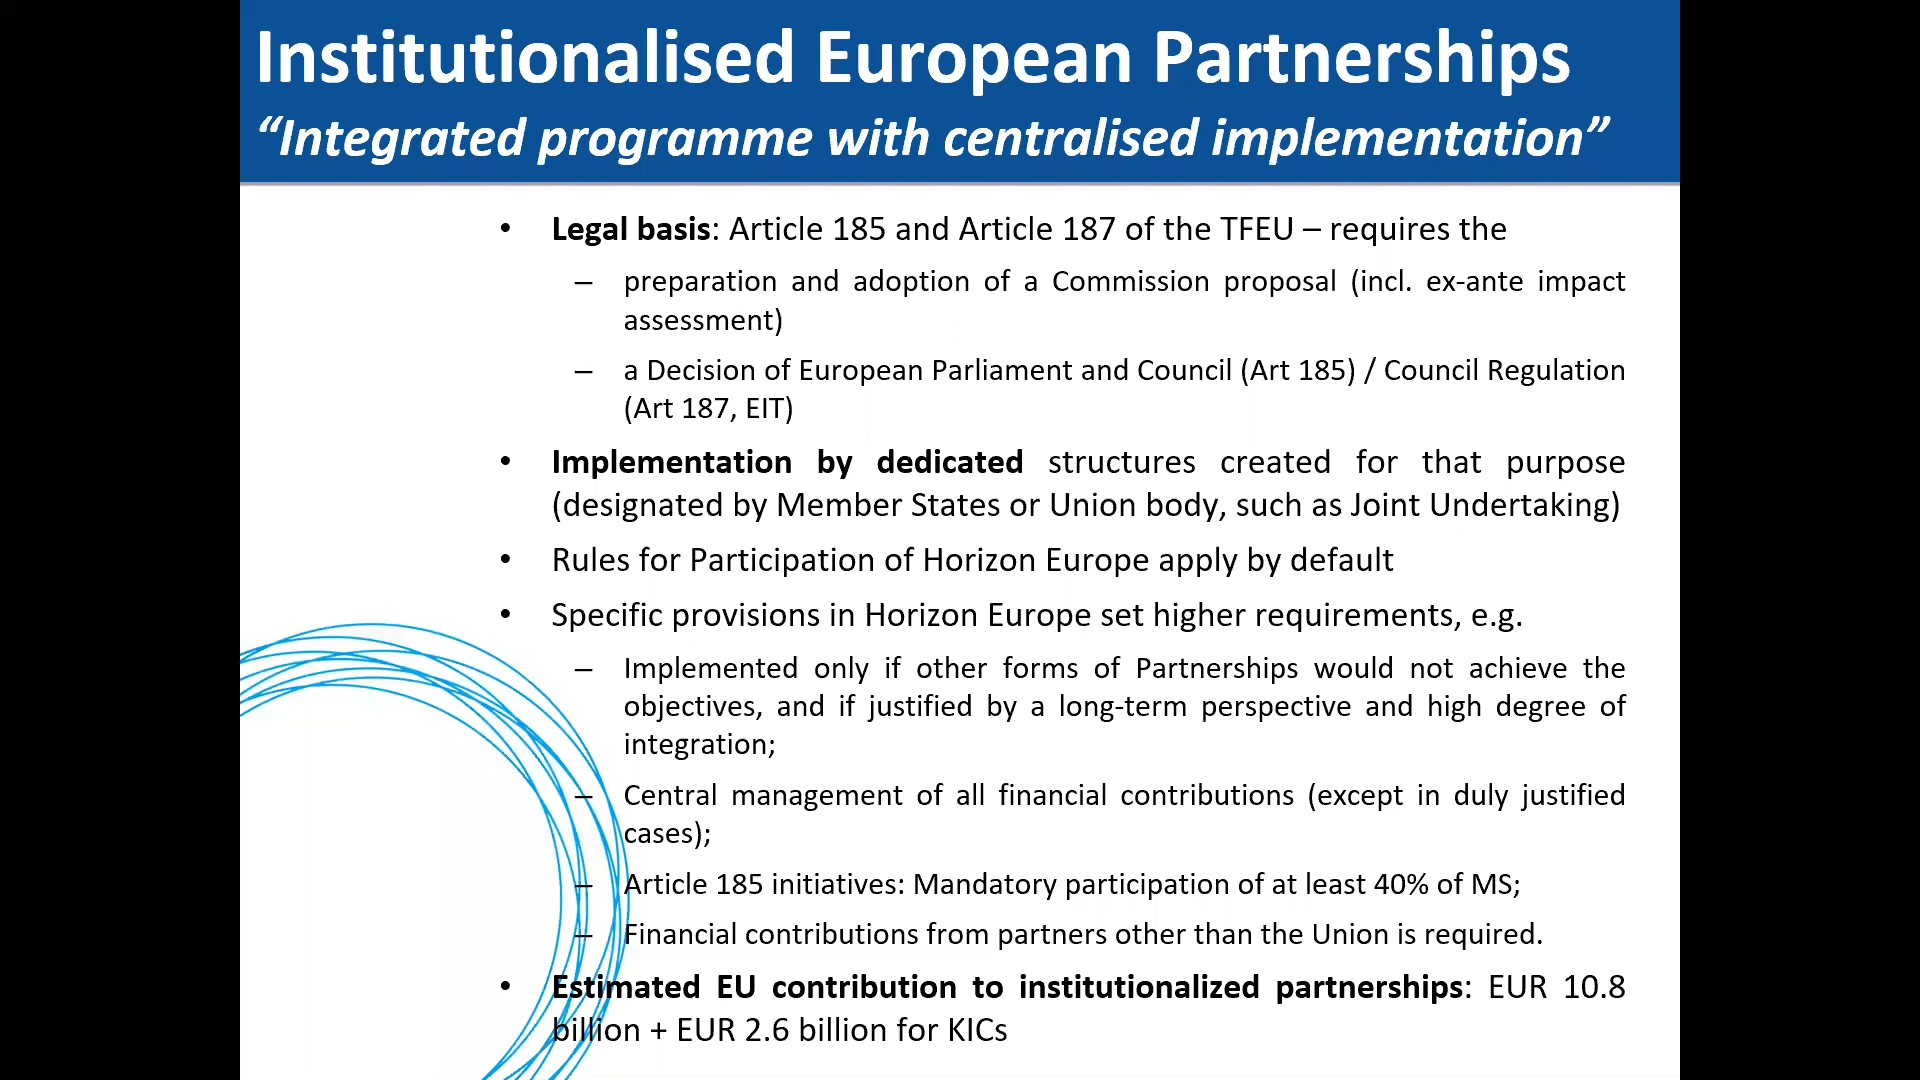 Institutionalised European Partnerships
“Integrated programme with centralised implementation”
• Legal basis: Article 185 and Article 187 of the TFEU – requires the
– preparation and adoption of a Commission proposal (incl. ex-ante impact
assessment)
– a Decision of European Parliament and Council (Art 185) / Council Regulation
(Art 187, EIT)
• Implementation by dedicated structures created for that purpose
(designated by Member States or Union body, such as Joint Undertaking)
• Rules for Participation of Horizon Europe apply by default
• Specific provisions in Horizon Europe set higher requirements, e.g.
– Implemented only if other forms of Partnerships would not achieve the
objectives, and if justified by a long-term perspective and high degree of
integration;
– Central management of all financial contributions (except in duly justified
cases);
– Article 185 initiatives: Mandatory participation of at least 40% of MS;
– Financial contributions from partners other than the Union is required.
• Estimated EU contribution to institutionalized partnerships: EUR 10.8
billion + EUR 2.6 billion for KICs